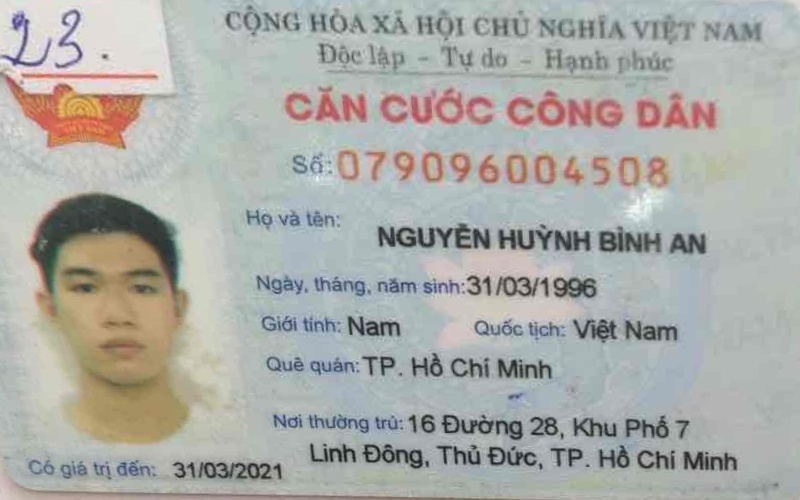 23.
CỘNG HÒA XÃ HỘI CHỦ NGHĨA VIỆT NAM
Độc lập - Tự do - Hạnh phúc
CĂN CƯỚC CÔNG DÂN
Số: 079096004508
Họ và tên:
NGUYỄN HUỲNH BÌNH AN
Ngày, tháng, năm sinh: 31/03/1996
Giới tính: Nam Quốc tịch: Việt Nam
Quê quán: TP. Hồ Chí Minh
Nơi thường trú: 16 Đường 28, Khu Phố 7
Linh Đông, Thủ Đức, TP. Hồ Chí Minh
Có giá trị đến: 31/03/2021